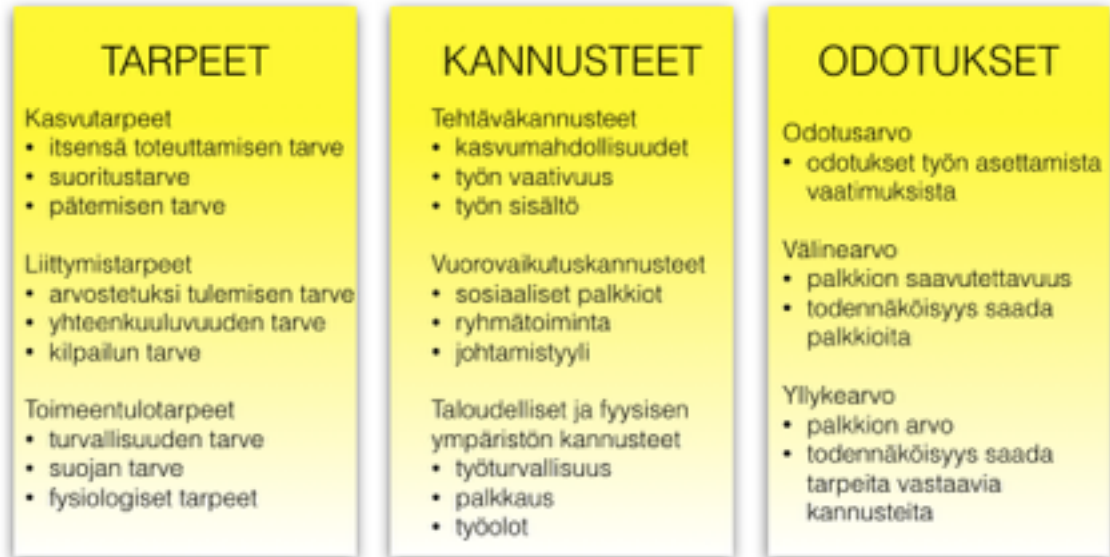 TARPEET
Kasvutarpeet
• itsensä toteuttamisen tarve
• suoritustarve
• pätemisen tarve
Liittymistarpeet
• arvostetuksi tulemisen tarve
• yhteenkuuluvuuden tarve
• kilpailun tarve
Toimeentulotarpeet
• turvallisuuden tarve
• suojan tarve
• fysiologiset tarpeet
KANNUSTEET
Tehtäväkannusteet
• kasvumahdollisuudet
• työn vaativuus
• työn sisältö
Vuorovaikutuskannusteet
• sosiaaliset palkkiot
• ryhmätoiminta
• johtamistyyli
Taloudelliset ja fyysisen
ympäristön kannusteet
• työturvallisuus
• palkkaus
• työolot
ODOTUKSET
Odotusarvo
• odotukset työn asettamista
vaatimuksista
Välinearvo
• palkkion saavutettavuus
• todennäköisyys saada
palkkioita
Yllykearvo
• palkkion arvo
• todennäköisyys saada
tarpeita vastaavia
kannusteita